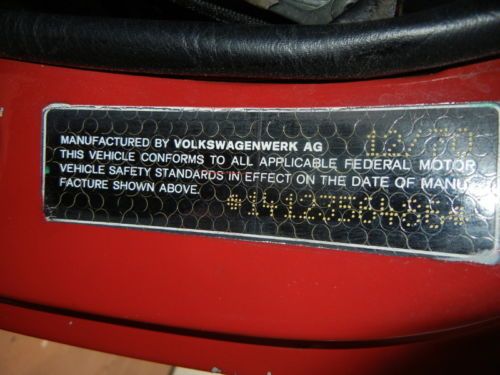 MANUFACTURED BY VOLKSWAGENWERK AG 12/70
THIS VEHICLE CONFORMS TO ALL APPLICABLE FEDERAL MOTOR
VEHICLE SAFETY STANDARDS IN EFFECT ON THE DATE OF MANU
FACTURE SHOWN ABOVE.